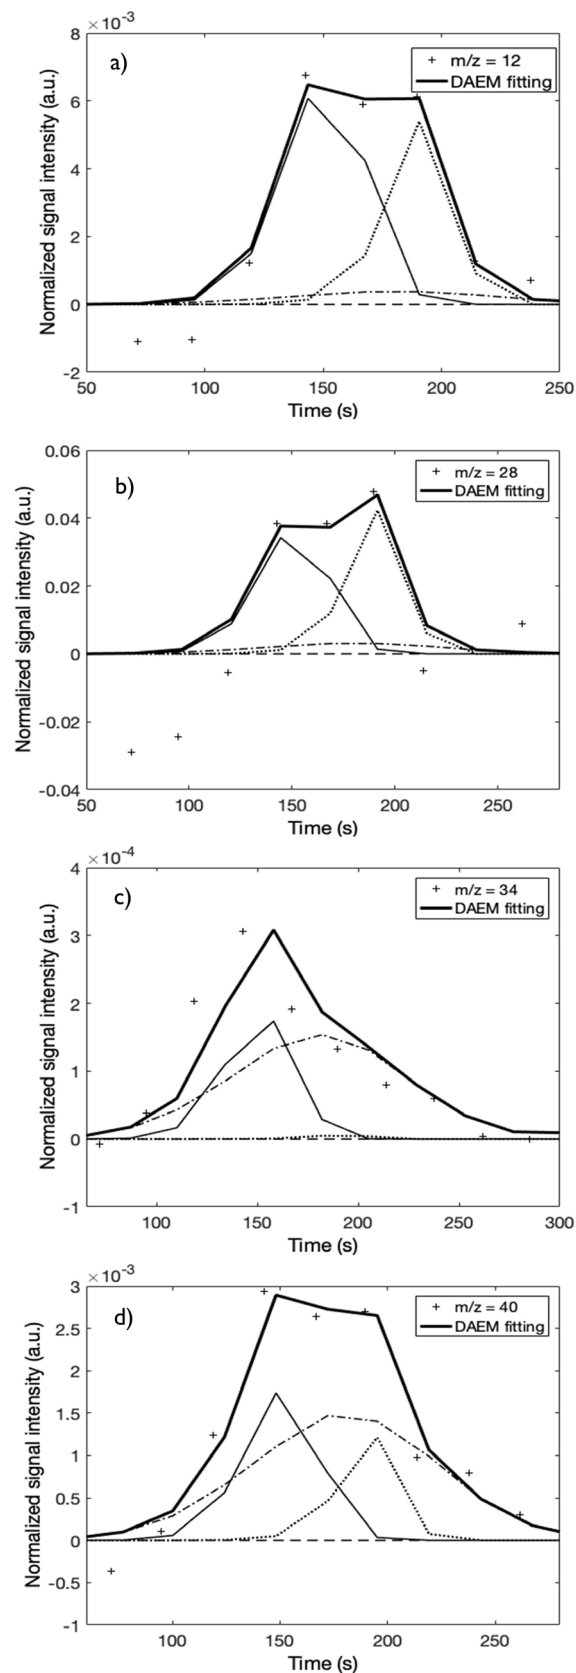 ×10-3
8
a)
m/z = 12
DAEM fitting
6
4
2
0
-2
Normalized signal intensity (a.u.)
50 100 150 200 250
Time (s)
0.06
b)
m/z = 28
DAEM fitting
0.04
0.02
0
-0.02
-0.04
Normalized signal intensity (a.u.)
50 100 150 200 250
Time (s)
×10-4
4
c)
m/z = 34
DAEM fitting
3
2
1
0
-1
Normalized signal intensity (a.u.)
100 150 200 250 300
Time (s)
×10-3
3
d)
m/z = 40
DAEM fitting
2.5
2
1.5
1
0.5
0
-0.5
-1
Normalized signal intensity (a.u.)
100 150 200 250
Time (s)